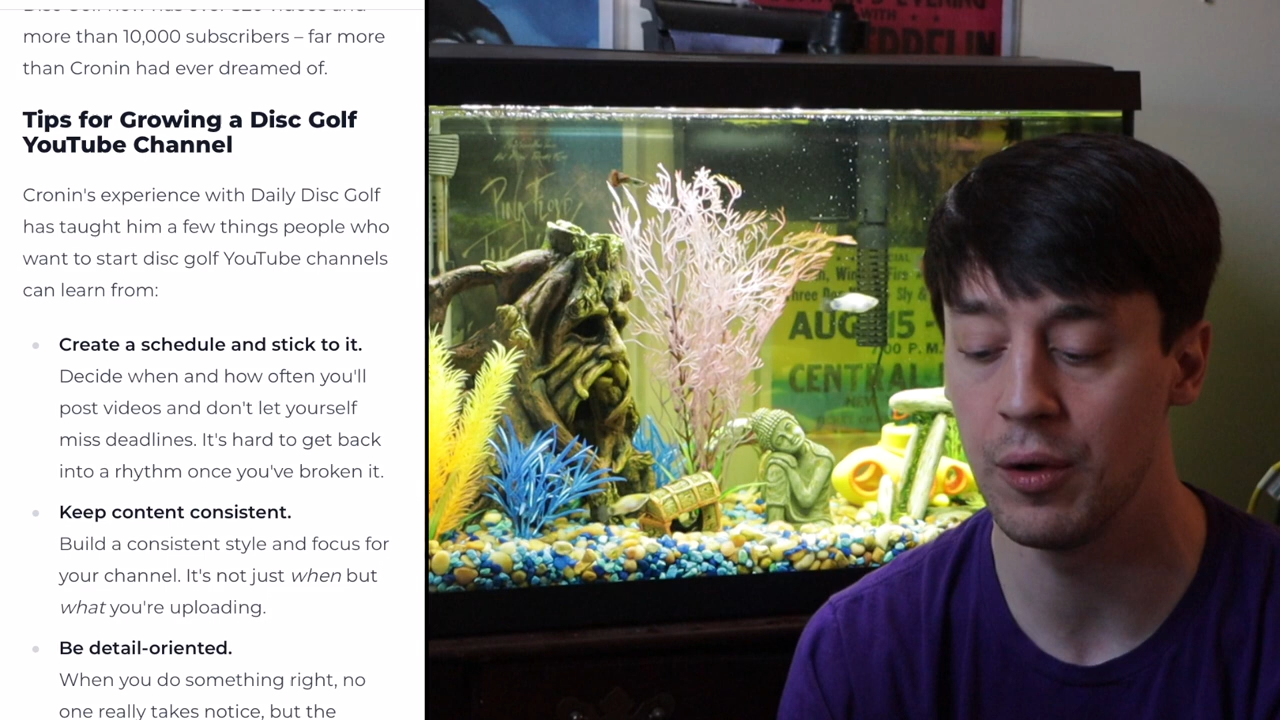 more than 10,000 subscribers – far more
than Cronin had ever dreamed of.
Tips for Growing a Disc Golf
YouTube Channel
Cronin's experience with Daily Disc Golf
has taught him a few things people who
want to start disc golf YouTube channels
can learn from:
Create a schedule and stick to it.
Decide when and how often you'll
post videos and don't let yourself
miss deadlines. It's hard to get back
into a rhythm once you've broken it.
Keep content consistent.
Build a consistent style and focus for
your channel. It's not just when but
what you're uploading.
Be detail-oriented.
When you do something right, no
one really takes notice, but the
WITH
PINK FLOYD
AUG 15 -
CENTRAL